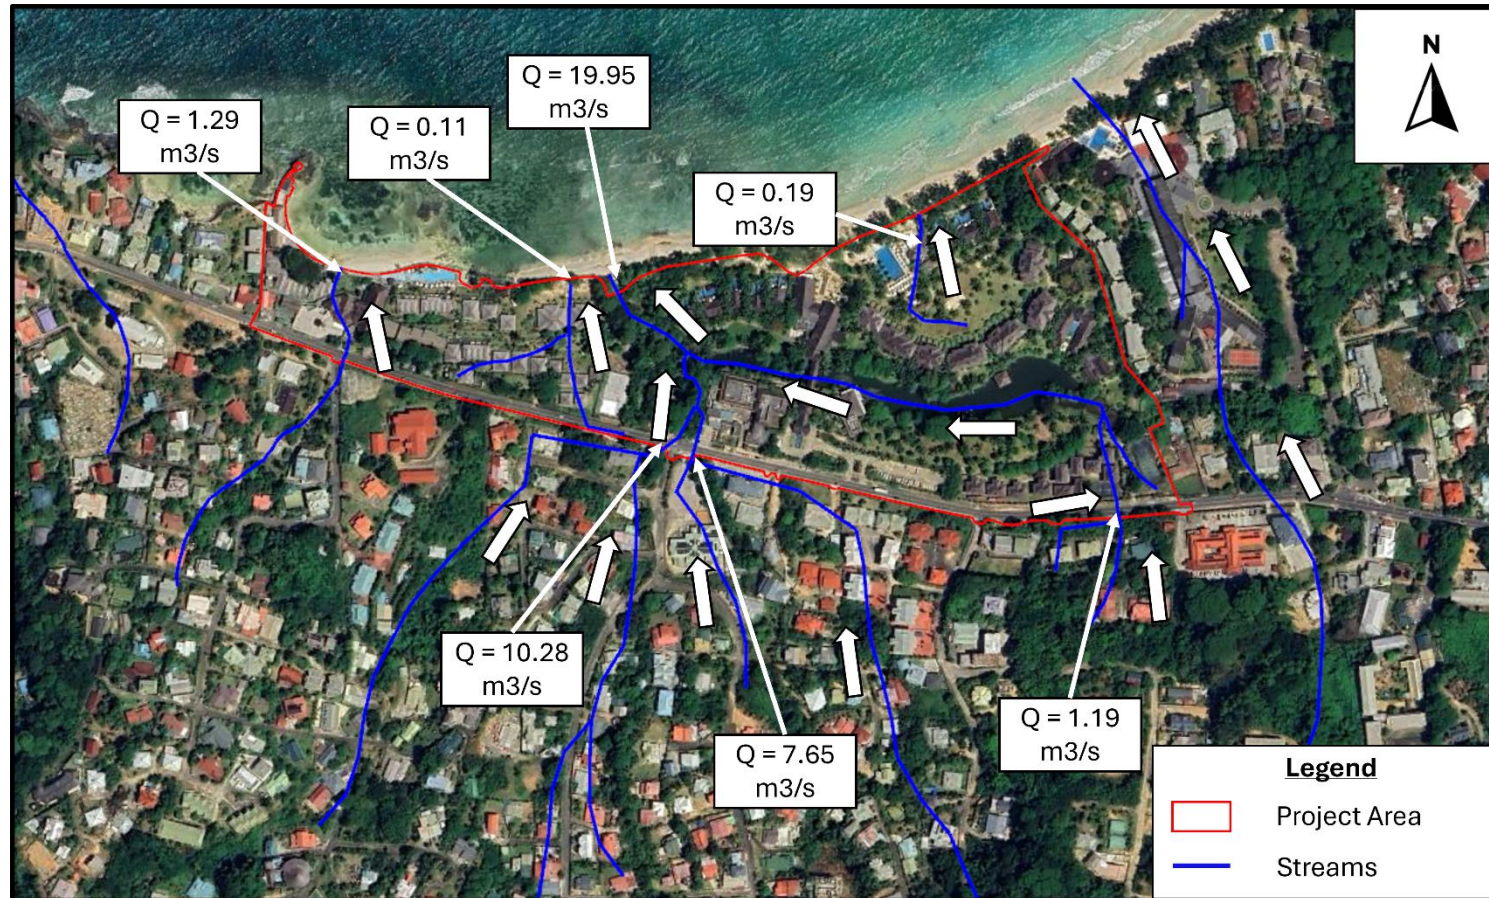 N
Q = 19.95
m3/s
Q = 1.29
m3/s
Q = 0.11
m3/s
Q = 0.19
m3/s
Q = 10.28
m3/s
Q = 7.65
m3/s
Q = 1.19
m3/s
Legend
Project Area
Streams